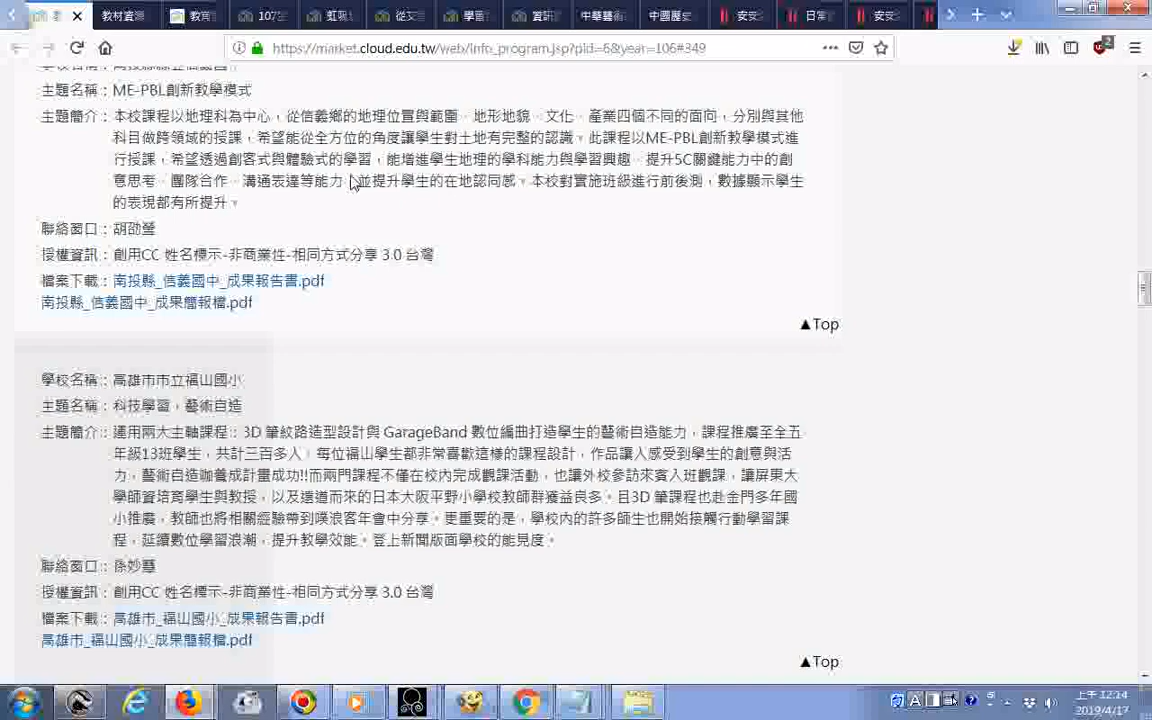 教材資源
教育
107
虹吸
從艾
學習
資訊
中華藝術
中國歷史
安妥
日常
安妥
https://market.cloud.edu.tw/web/info_program.jsp?pid=6&year=106#349
主題名稱：ME-PBL創新教學模式
主題簡介：本校課程以地理科為中心，從信義鄉的地理位置與範圍、地形地貌、文化、產業四個不同的面向，分別與其他
科目做跨領域的授課，希望能從全方位的角度讓學生對土地有完整的認識。此課程以ME-PBL創新教學模式進
行授課，希望透過創客式與體驗式的學習，能增進學生地理的學科能力與學習興趣、提升5C關鍵能力中的創
意思考、團隊合作、溝通表達等能力，並提升學生的在地認同感。本校對實施班級進行前後測，數據顯示學生
的表現都有所提升。
聯絡窗口：胡劭瑩
授權資訊：創用CC 姓名標示-非商業性-相同方式分享 3.0 台灣
檔案下載：南投縣_信義國中_成果報告書.pdf
南投縣_信義國中_成果簡報檔.pdf
▲Top
學校名稱：高雄市市立福山國小
主題名稱：科技學習，藝術自造
主題簡介：運用兩大主軸課程：3D 筆紋路造型設計與 GarageBand 數位編曲打造學生的藝術自造能力，課程推廣至全五
年級13班學生，共計三百多人，每位福山學生都非常喜歡這樣的課程設計，作品讓人感受到學生的創意與活
力，藝術自造咖養成計畫成功!!而兩門課程不僅在校內完成觀課活動，也讓外校參訪來賓入班觀課，讓屏東大
學師資培育學生與教授，以及遠道而來的日本大阪平野小學校教師群獲益良多。且3D 筆課程也赴金門多年國
小推廣，教師也將相關經驗帶到噗浪客年會中分享。更重要的是，學校內的許多師生也開始接觸行動學習課
程，延續數位學習浪潮，提升教學效能。登上新聞版面學校的能見度。
聯絡窗口：孫妙慧
授權資訊：創用CC 姓名標示-非商業性-相同方式分享 3.0 台灣
檔案下載：高雄市_福山國小_成果報告書.pdf
高雄市_福山國小_成果簡報檔.pdf
▲Top
上午 12:14
2019/4/17